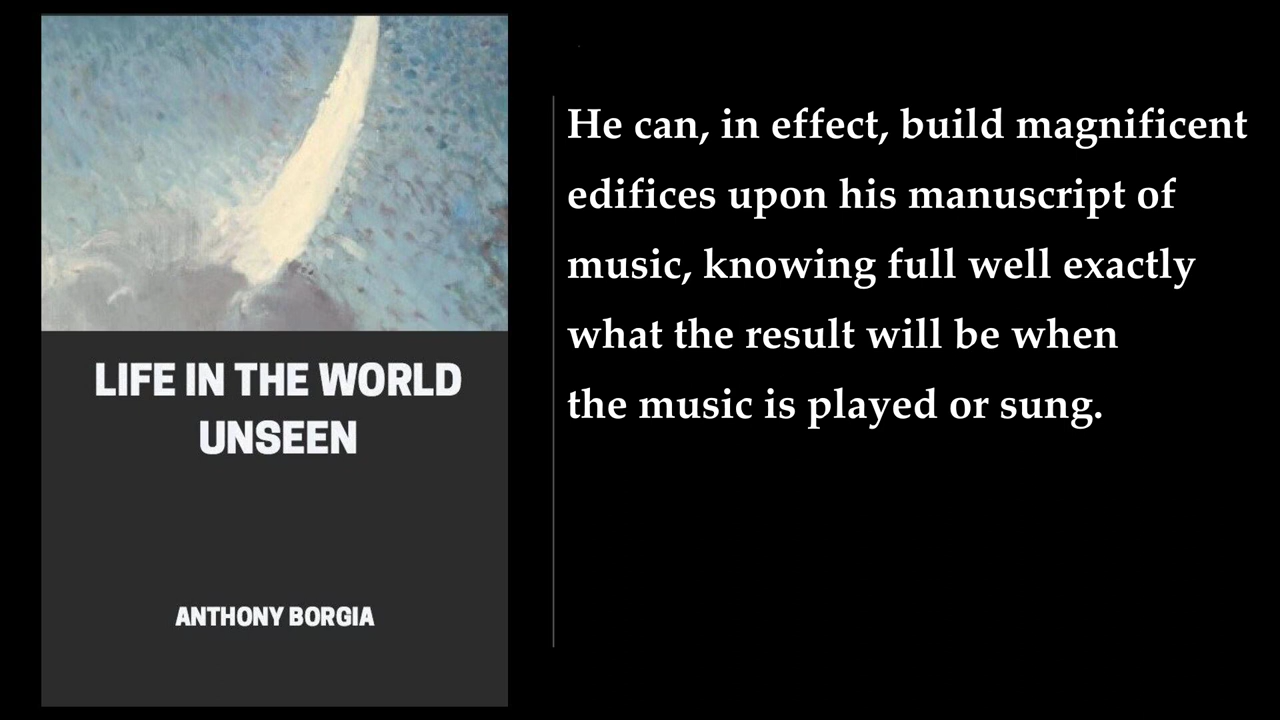 LIFE IN THE WORLD
UNSEEN
ANTHONY BORGIA
He can, in effect, build magnificent
edifices upon his manuscript of
music, knowing full well exactly
what the result will be when
the music is played or sung.